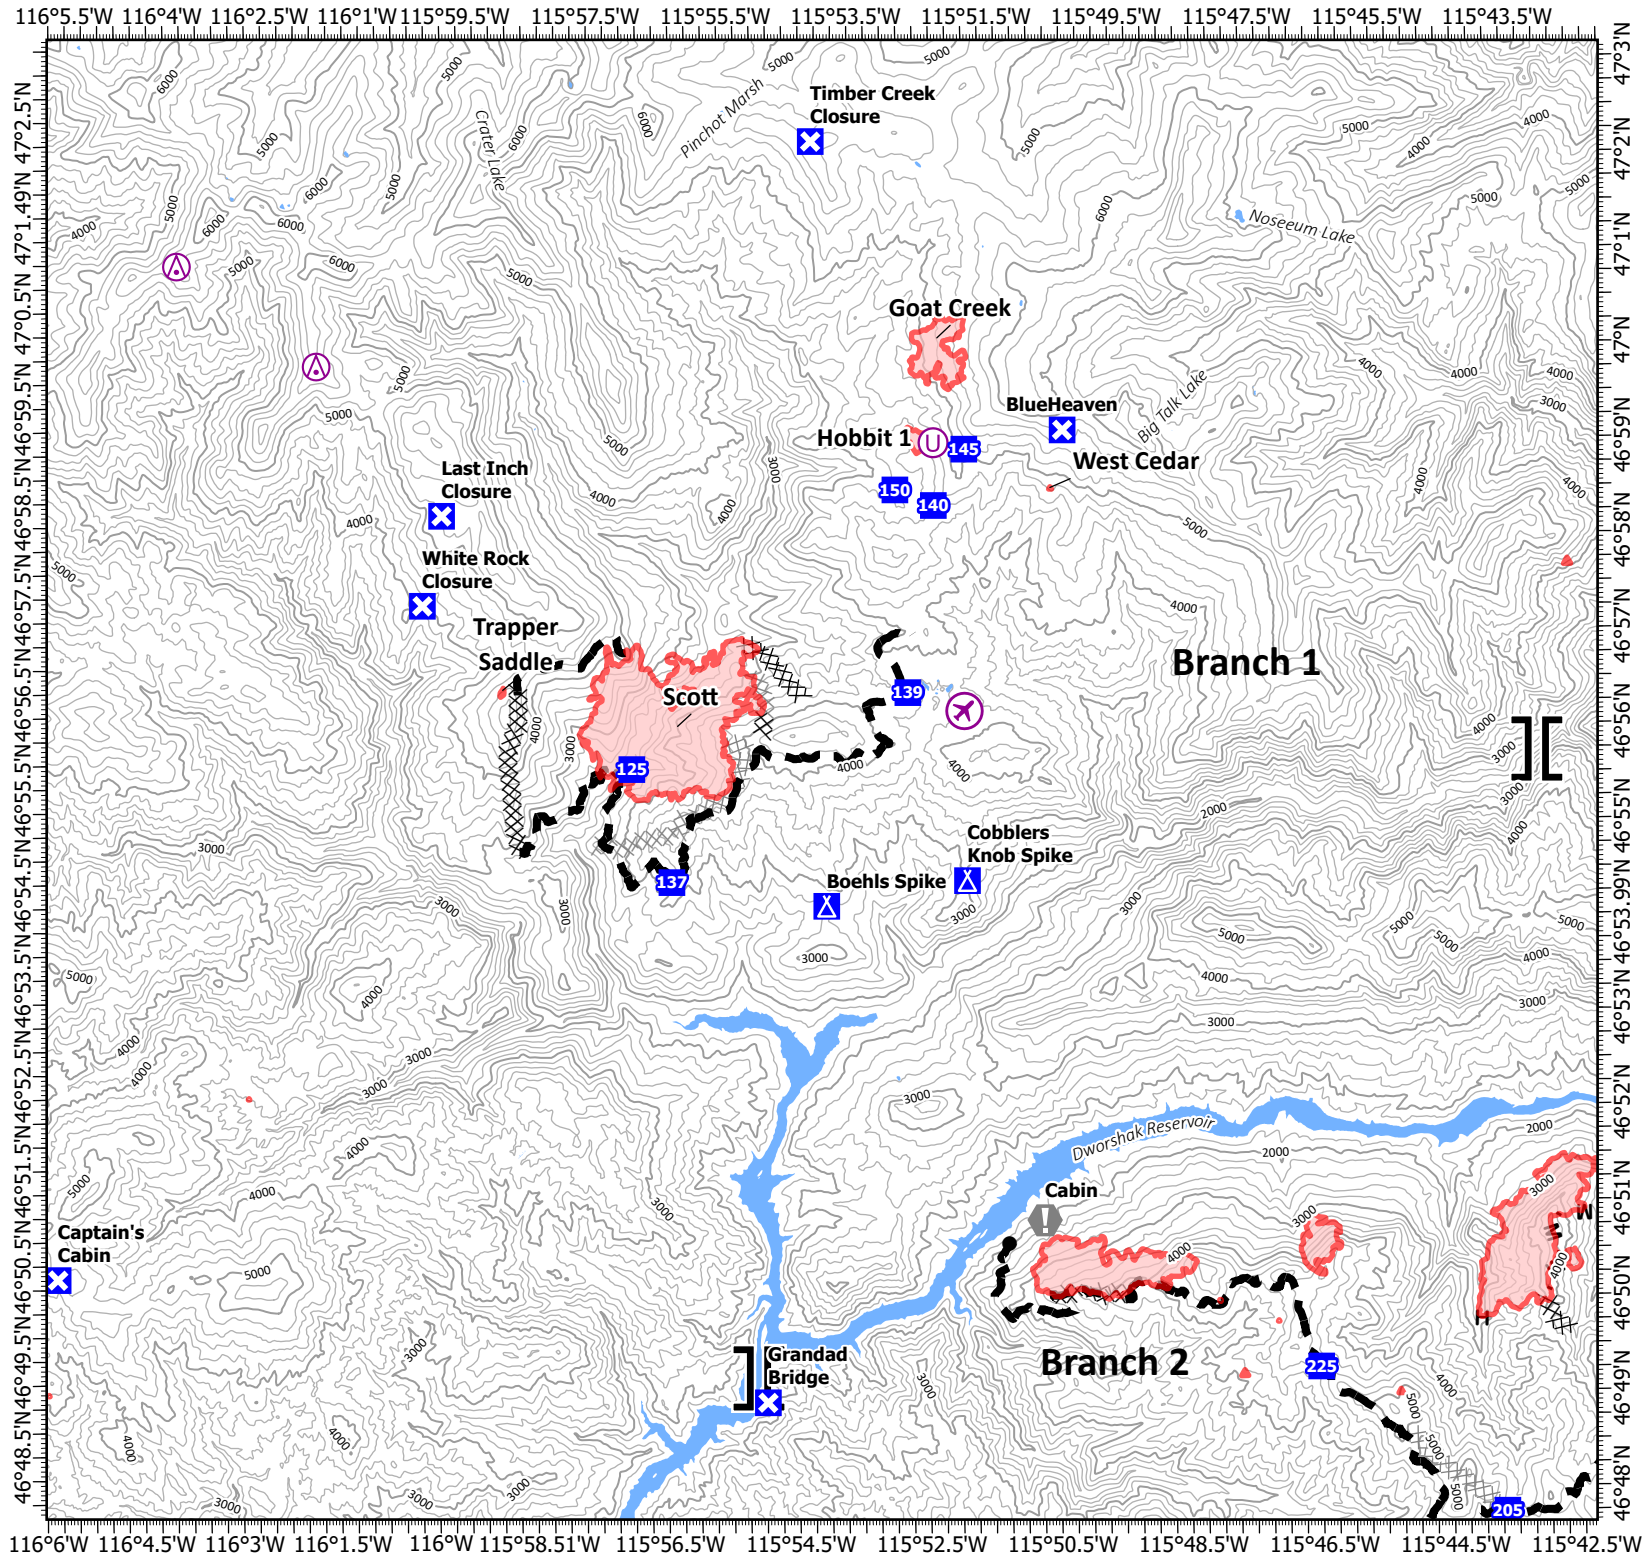 116°5.5'W 116°4'W 116°2.5'W 116°1'W 115°59.5'W 115°57.5'W 115°55.5'W 115°53.5'W 115°51.5'W 115°49.5'W 115°47.5'W 115°45.5'W 115°43.5'W
47°3'N
47°2.5'N
47°2'N
47°1.49'N
47°1'N
47°0.5'N
47°N
46°59.5'N
46°59'N
46°58.5'N
46°58'N
46°57.5'N
46°57'N
46°56.5'N
46°56'N
46°55.5'N
46°55'N
46°54.5'N
46°53.99'N
46°53.5'N
46°53'N
46°52.5'N
46°52'N
46°51.5'N
46°51'N
46°50.5'N
46°50'N
46°49.5'N
46°49'N
46°48.5'N
46°48'N
Timber Creek
Closure
Pinchot Marsh
Crater Lake
Noseeum Lake
Goat Creek
Big Talk Lake
BlueHeaven
Hobbit 1
U
145
West Cedar
150
140
Last Inch
Closure
White Rock
Closure
Trapper
Saddle
Scott
Branch 1
139
125
137
Cobblers
Knob Spike
Boehls Spike
Dworshak Reservoir
Cabin
!
Captain's
Cabin
Grandad
Bridge
Branch 2
225
205
H
6000
5000
4000
3000
2000
116°6'W 116°4.5'W 116°3'W 116°1.5'W 116°W 115°58.5'W 115°56.5'W 115°54.5'W 115°52.5'W 115°50.5'W 115°48.5'W 115°46.5'W 115°44.5'W 115°42.5'W